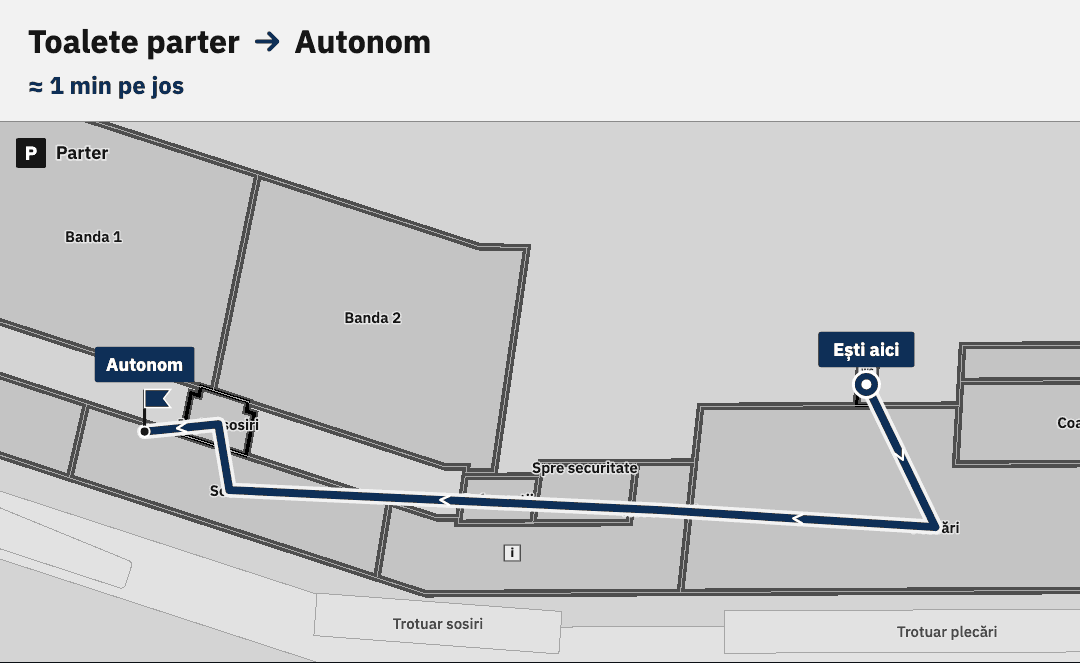 Toalete parter → Autonom
≈ 1 min pe jos
P Parter
Banda 1
Banda 2
Ești aici
Autonom
sosiri
Spre securitate
i
Trotuar sosiri
Trotuar plecări